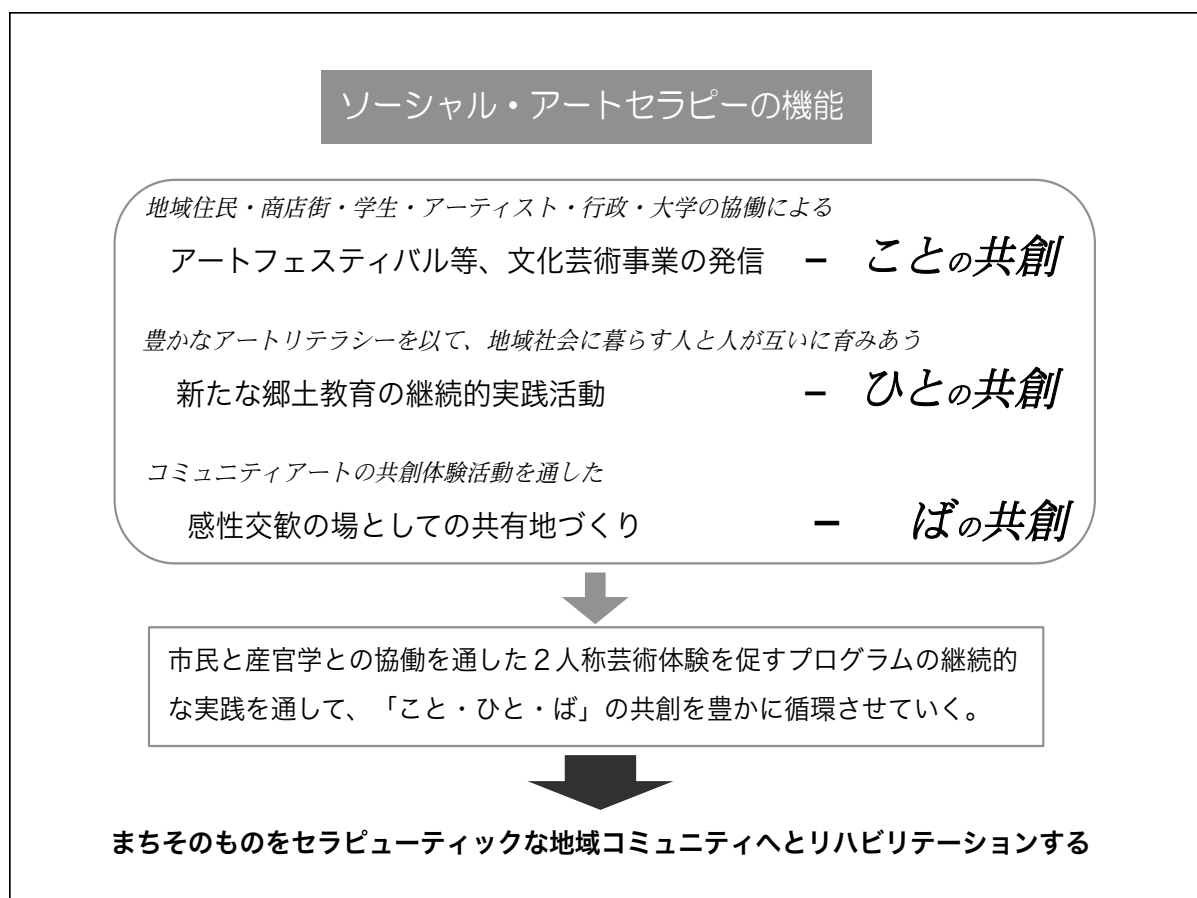 ソーシャル・アートセラピーの機能
地域住民・商店街・学生・アーティスト・行政・大学の協働による
アートフェスティバル等、文化芸術事業の発信 － ことの共創
豊かなアートリテラシーを以て、地域社会に暮らす人と人が互いに育みあう
新たな郷土教育の継続的実践活動 － ひとの共創
コミュニティアートの共創体験活動を通した
感性交歓の場としての共有地づくり － ばの共創
市民と産官学との協働を通した２人称芸術体験を促すプログラムの継続的
な実践を通して、「こと・ひと・ば」の共創を豊かに循環させていく。
まちそのものをセラピューティックな地域コミュニティへとリハビリテーションする